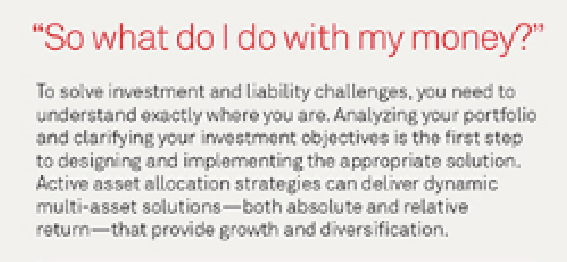 “So what do I do with my money?”
To solve investment and liability challenges, you need to
understand exactly where you are. Analyzing your portfolio
and clarifying your investment objectives is the first step
to designing and implementing the appropriate solution.
Active asset allocation strategies can deliver dynamic
multi-asset solutions—both absolute and relative
return—that provide growth and diversification.